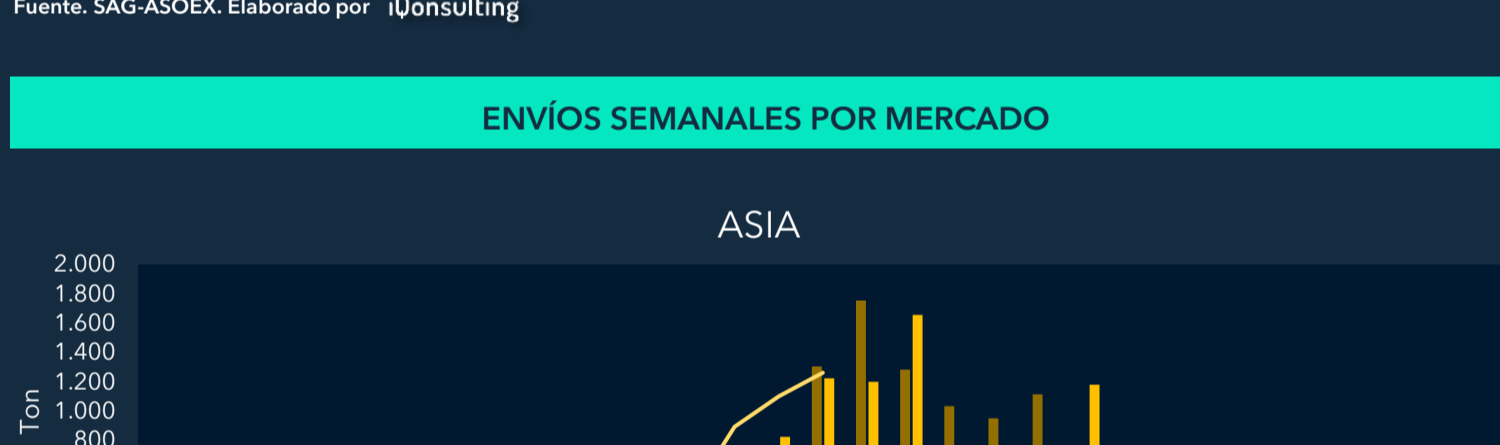 Fuente. SAG-ASOEX. Elaborado por iQonsulting
ENVÍOS SEMANALES POR MERCADO
ASIA
2.000
1.800
1.600
1.400
1.200
1.000
800
Ton